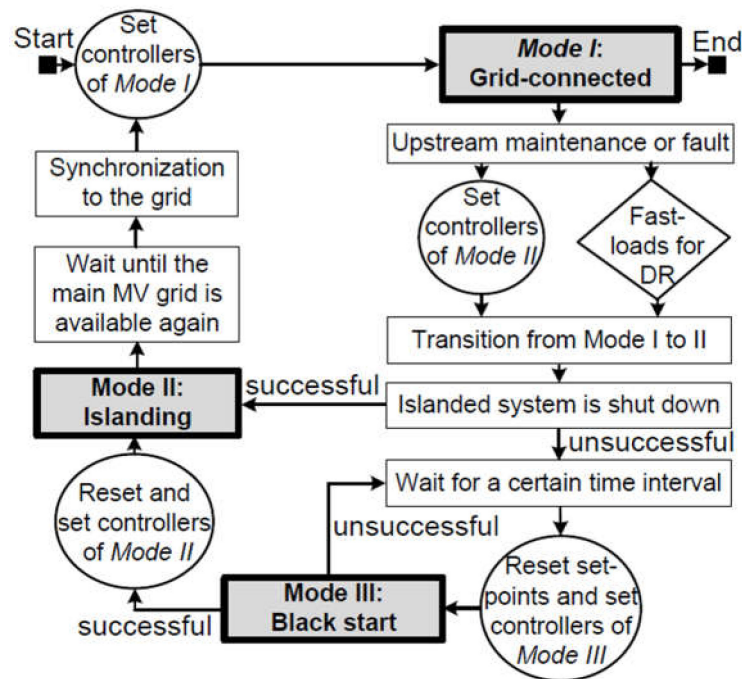 Start
Set
controllers
of Mode I
Mode I:
Grid-connected
End
Upstream maintenance or fault
Synchronization
to the grid
Set
controllers
of Mode II
Fast-
loads for
DR
Wait until the
main MV grid is
available again
Transition from Mode I to II
Mode II:
Islanding
successful
Islanded system is shut down
unsuccessful
Wait for a certain time interval
Reset and
set controllers
of Mode II
unsuccessful
Mode III:
Black start
Reset set-
points and set
controllers of
Mode III
successful